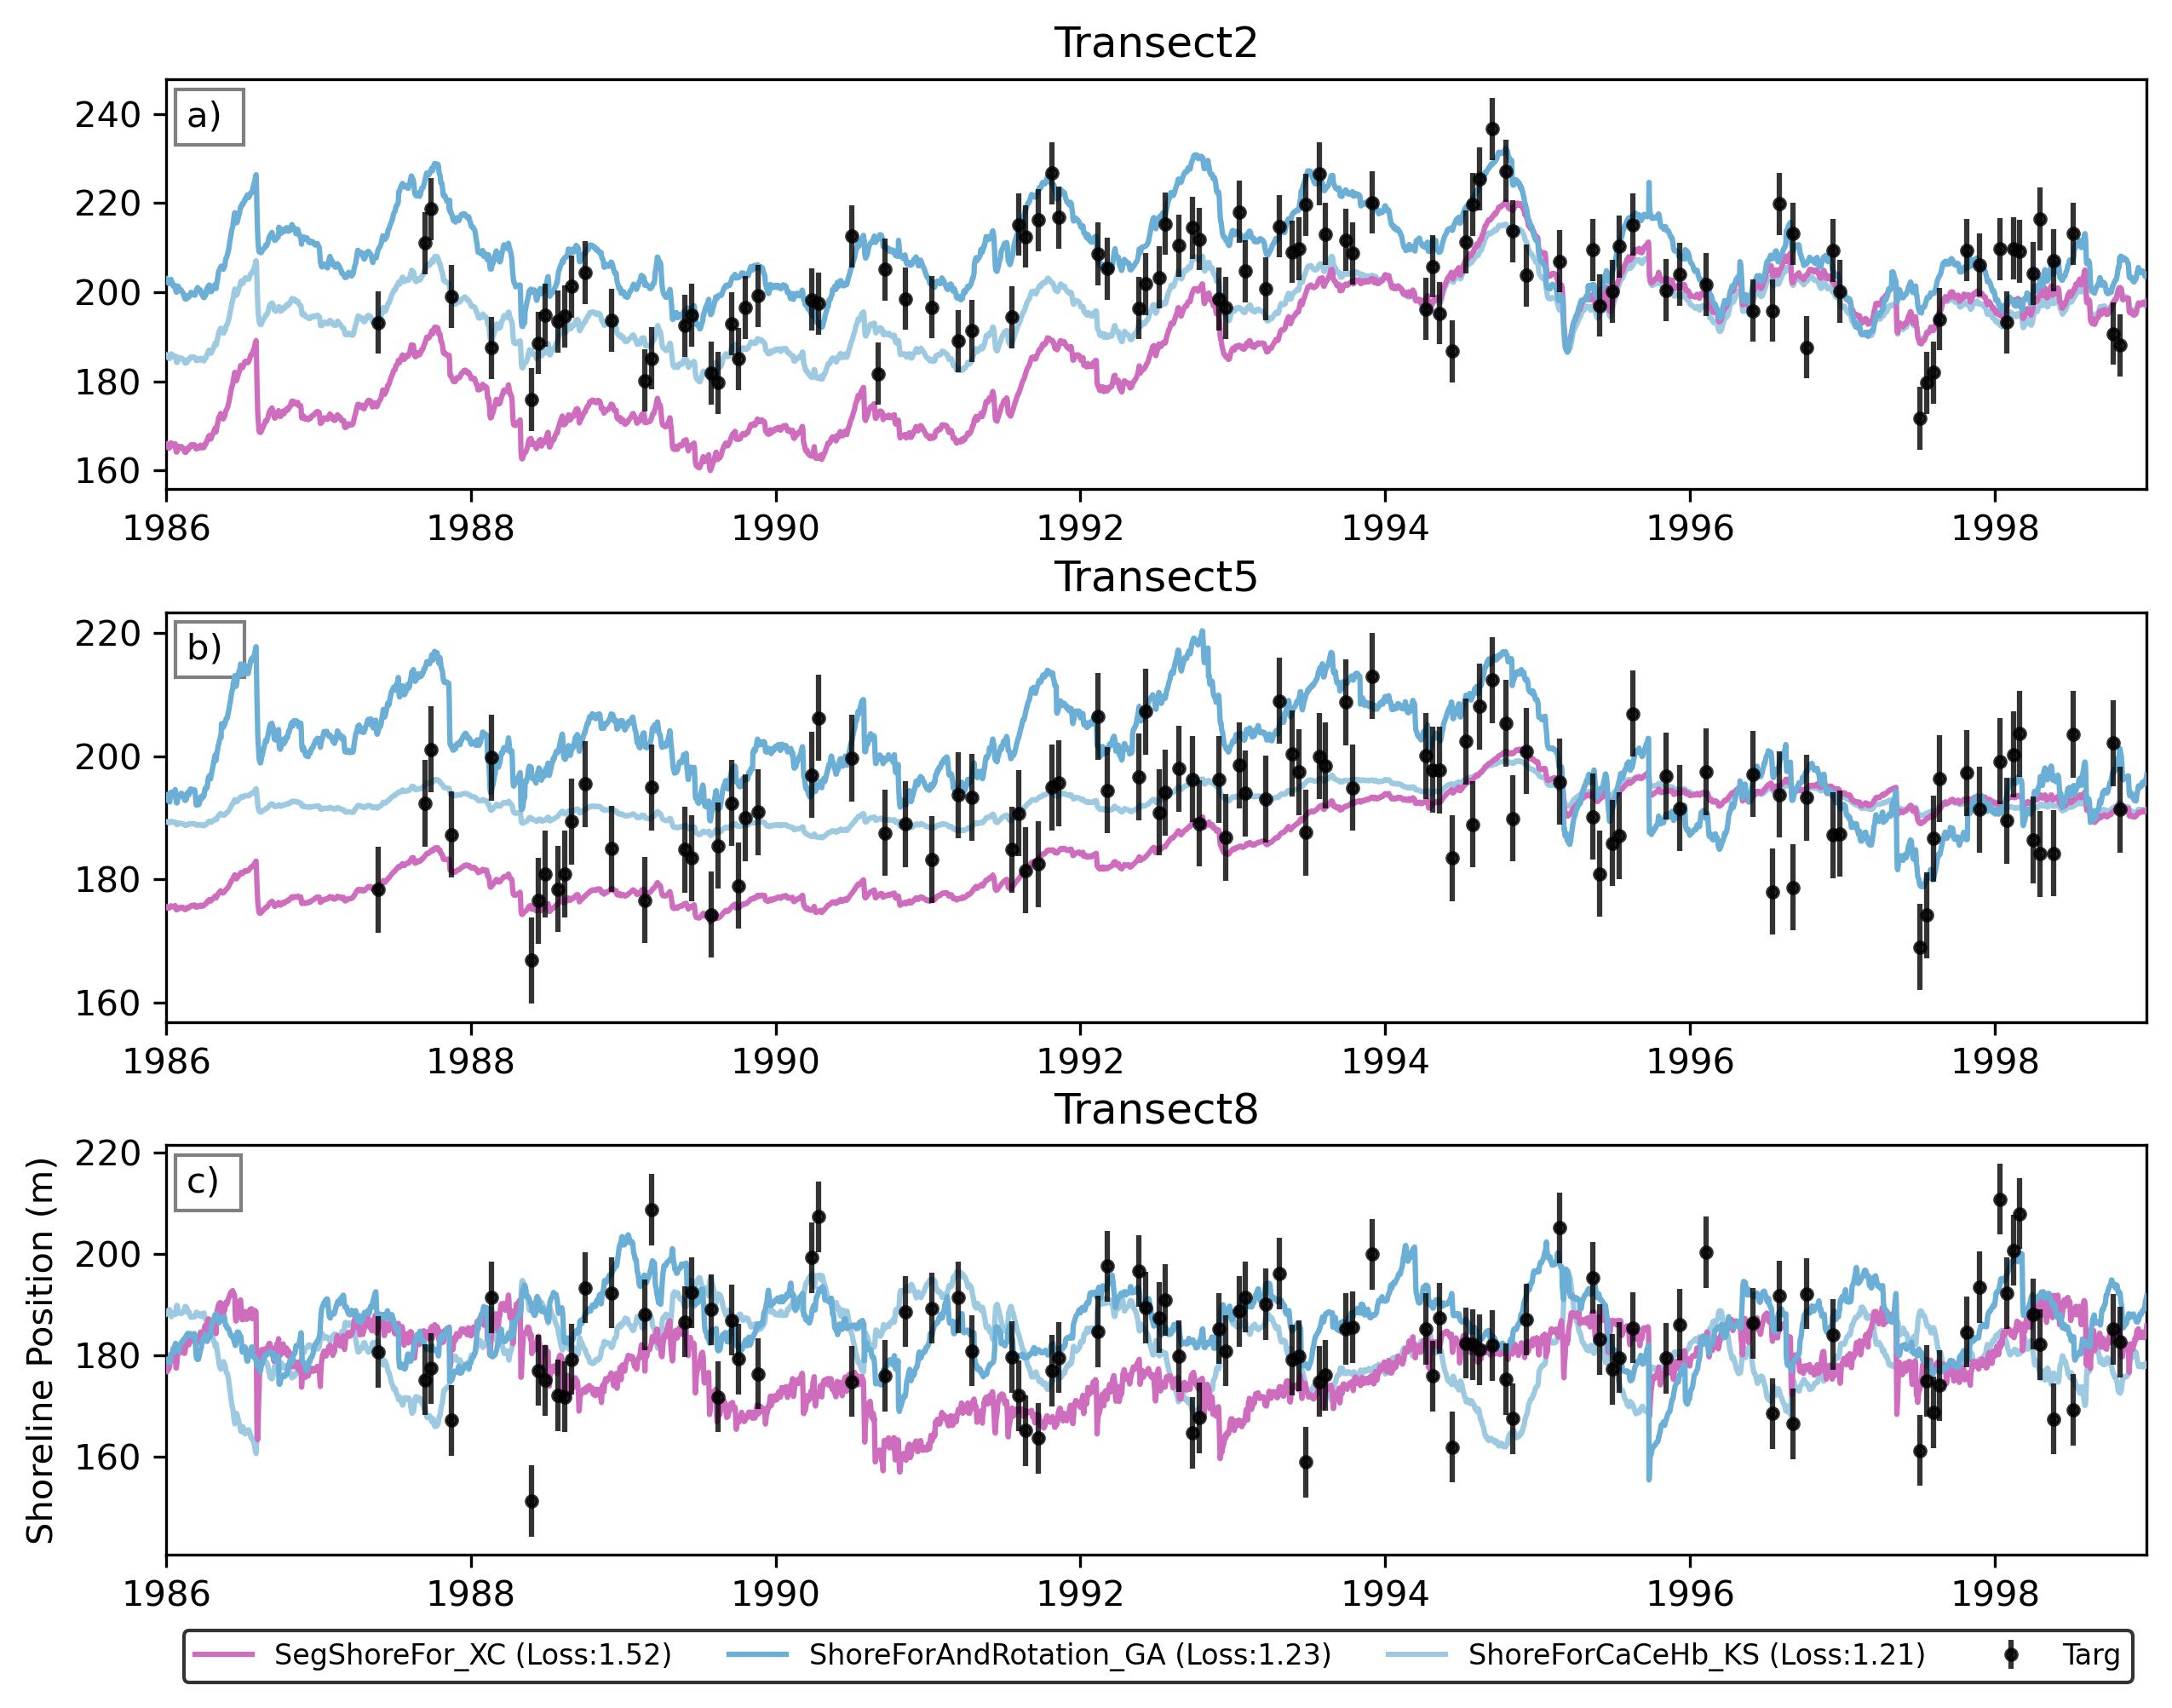 Transect2
a)
240
220
200
180
160
1986 1988 1990 1992 1994 1996 1998
Transect5
b)
220
200
180
160
1986 1988 1990 1992 1994 1996 1998
Transect8
c)
Shoreline Position (m)
220
200
180
160
1986 1988 1990 1992 1994 1996 1998
SegShoreFor_XC (Loss:1.52) ShoreForAndRotation_GA (Loss:1.23) ShoreForCaCeHb_KS (Loss:1.21) Targ